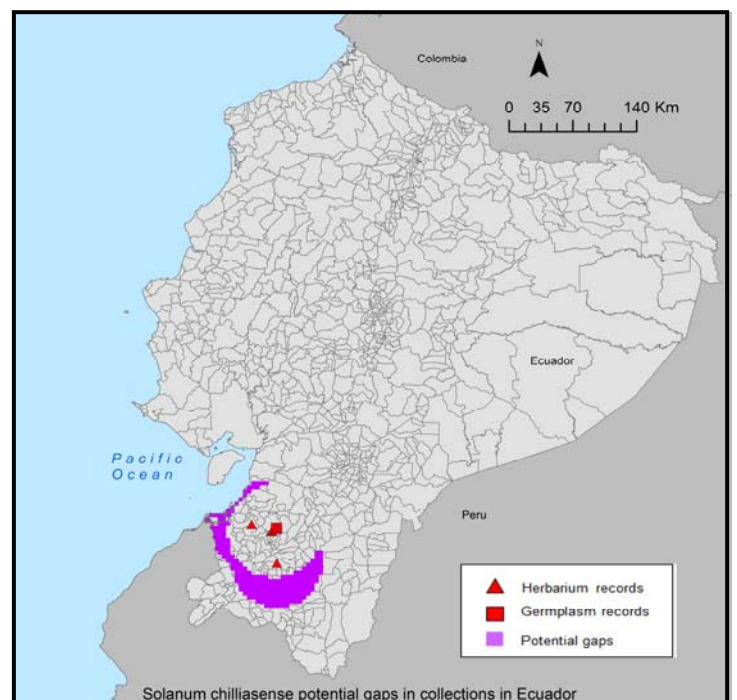 Colombia
N
0 35 70 140 Km
Ecuador
Pacific
Ocean
Peru
Herbarium records
Germplasm records
Potential gaps
Solanum chilliasense potential gaps in collections in Ecuador